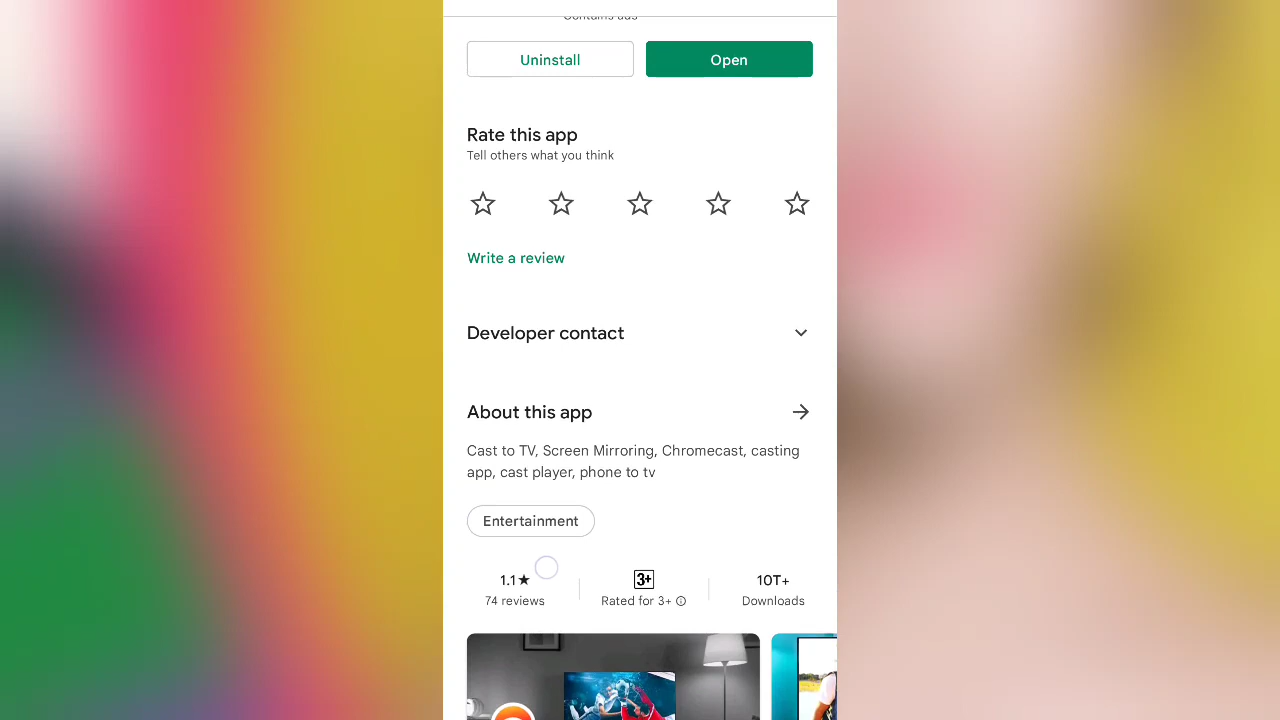 Contains ads
Uninstall
Open
Rate this app
Tell others what you think
Write a review
Developer contact
About this app
Cast to TV, Screen Mirroring, Chromecast, casting
app, cast player, phone to tv
Entertainment
1.1★
74 reviews
3+
Rated for 3+
10T+
Downloads